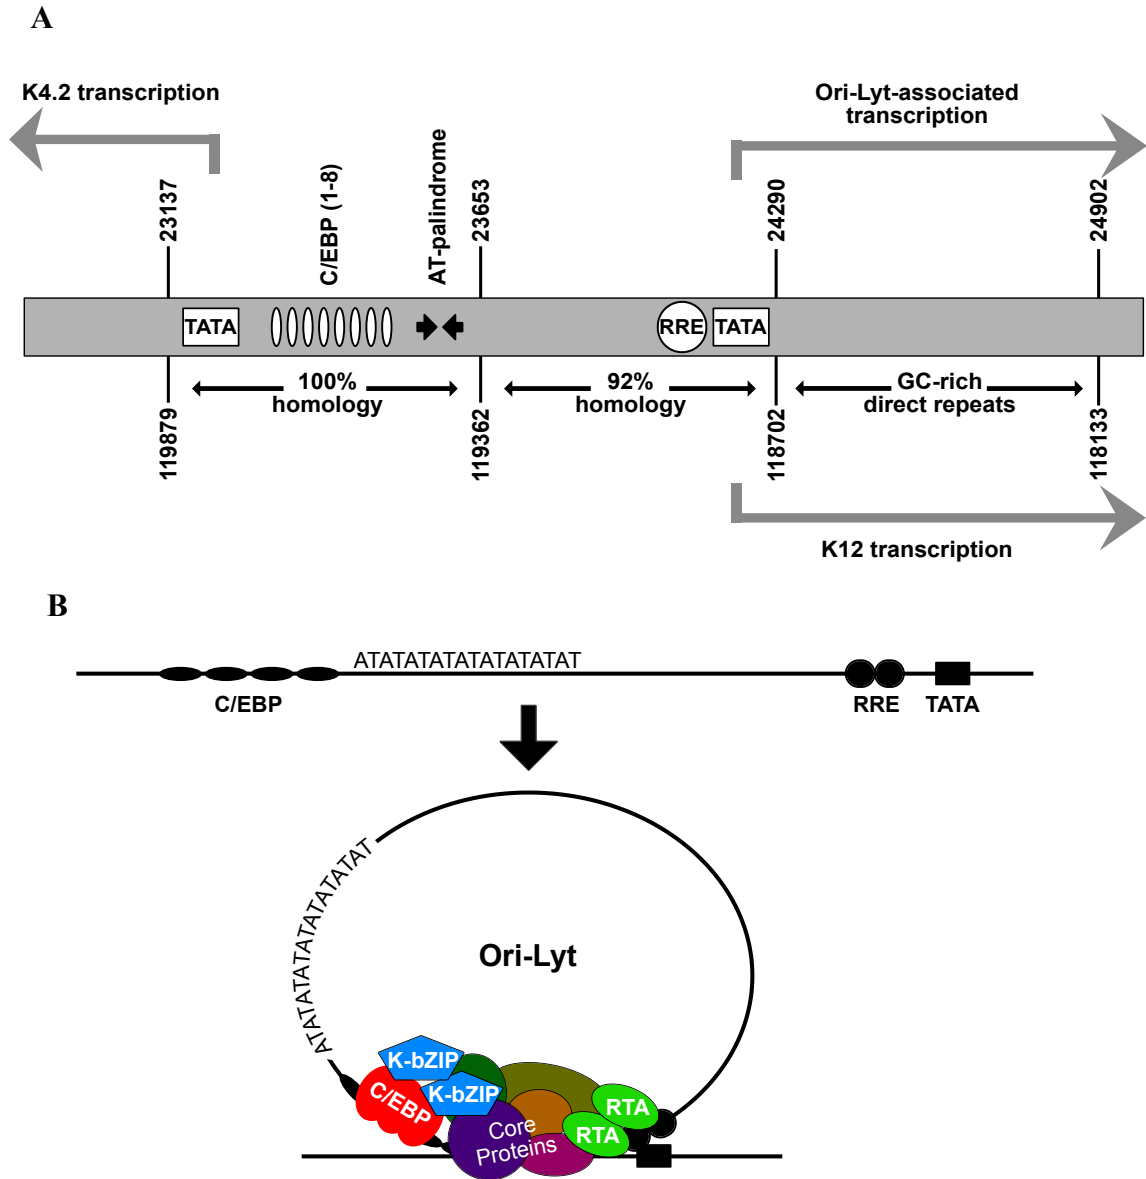 A
K4.2 transcription
Ori-Lyt-associated
transcription
23137
C/EBP (1-8)
AT-palindrome
23653
24290
24902
TATA
RRE
TATA
100%
homology
92%
homology
GC-rich
direct repeats
119879
119362
118702
118133
K12 transcription
B
ATATATATATATATATAT
C/EBP
RRE
TATA
ATATATATATATATATAT
Ori-Lyt
K-bZIP
C/EBP
K-bZIP
RTA
RTA
Core
Proteins